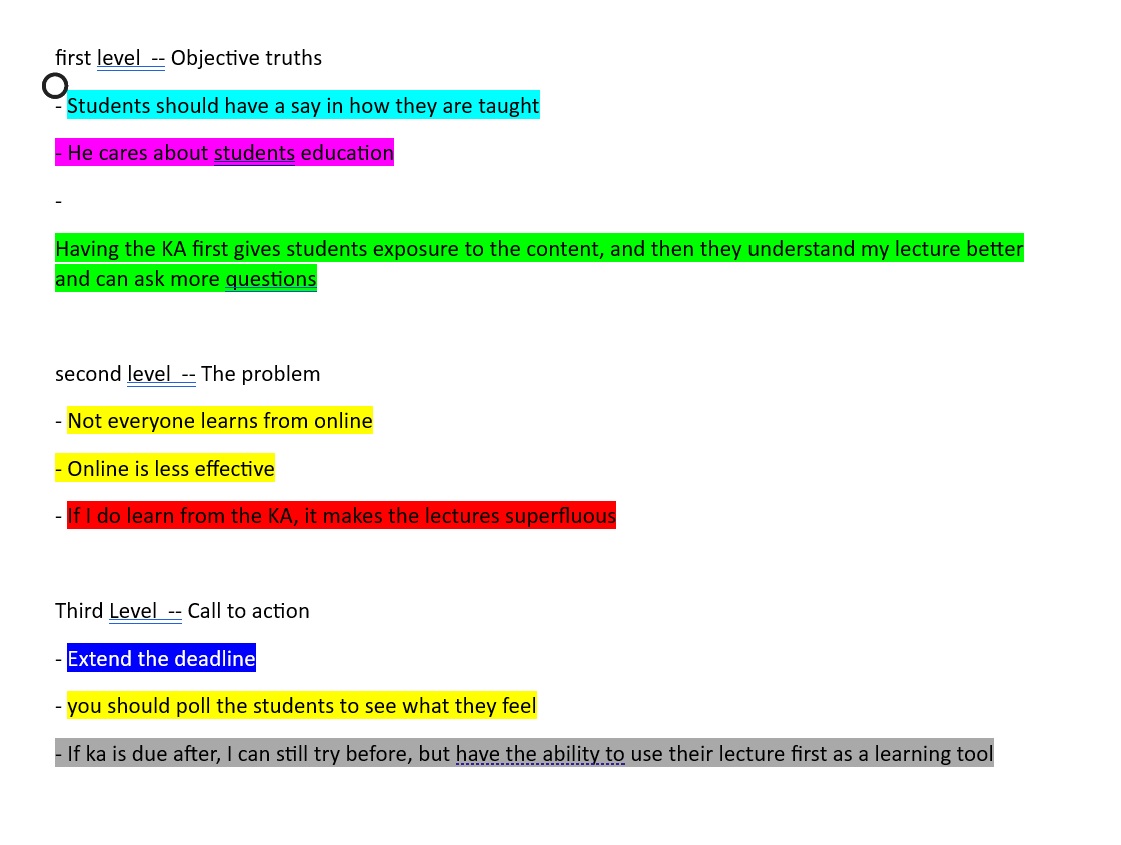 first level  -- Objective truths
- Students should have a say in how they are taught
- He cares about students education
-
Having the KA first gives students exposure to the content, and then they understand my lecture better
and can ask more questions
second level  -- The problem
- Not everyone learns from online
- Online is less effective
- If I do learn from the KA, it makes the lectures superfluous
Third Level  -- Call to action
- Extend the deadline
- you should poll the students to see what they feel
- If ka is due after, I can still try before, but have the ability to use their lecture first as a learning tool